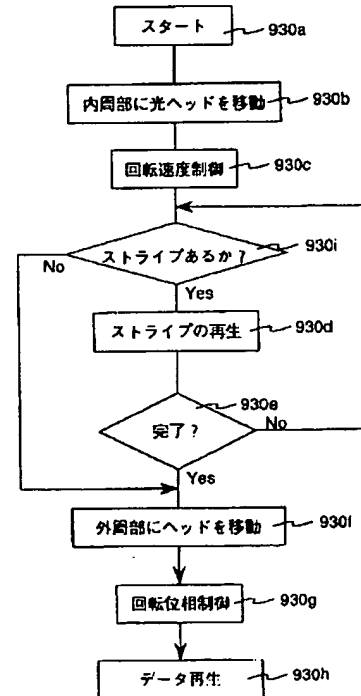 スタート 930a
内周部に光ヘッドを移動 930b
回転速度制御 930c
ストライプあるか? 930i
No
Yes
ストライプの再生 930d
完了? 930e
No
Yes
外周部にヘッドを移動 930f
回転位相制御 930g
データ再生 930h